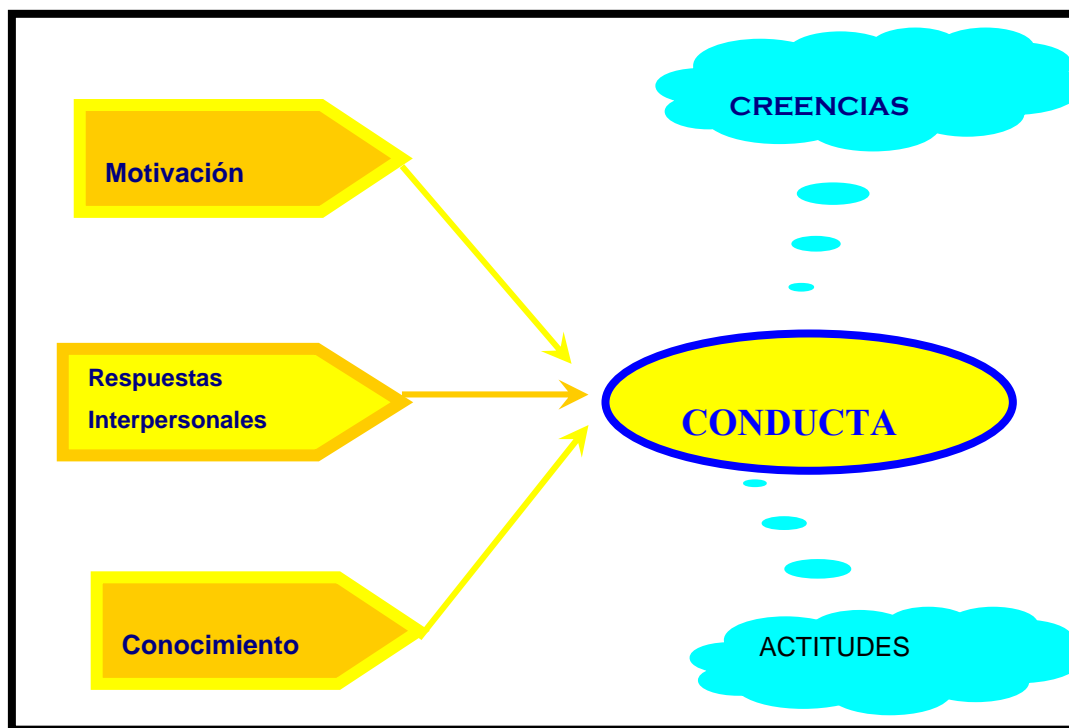 CREENCIAS
Motivación
Respuestas
Interpersonales
CONDUCTA
Conocimiento
ACTITUDES